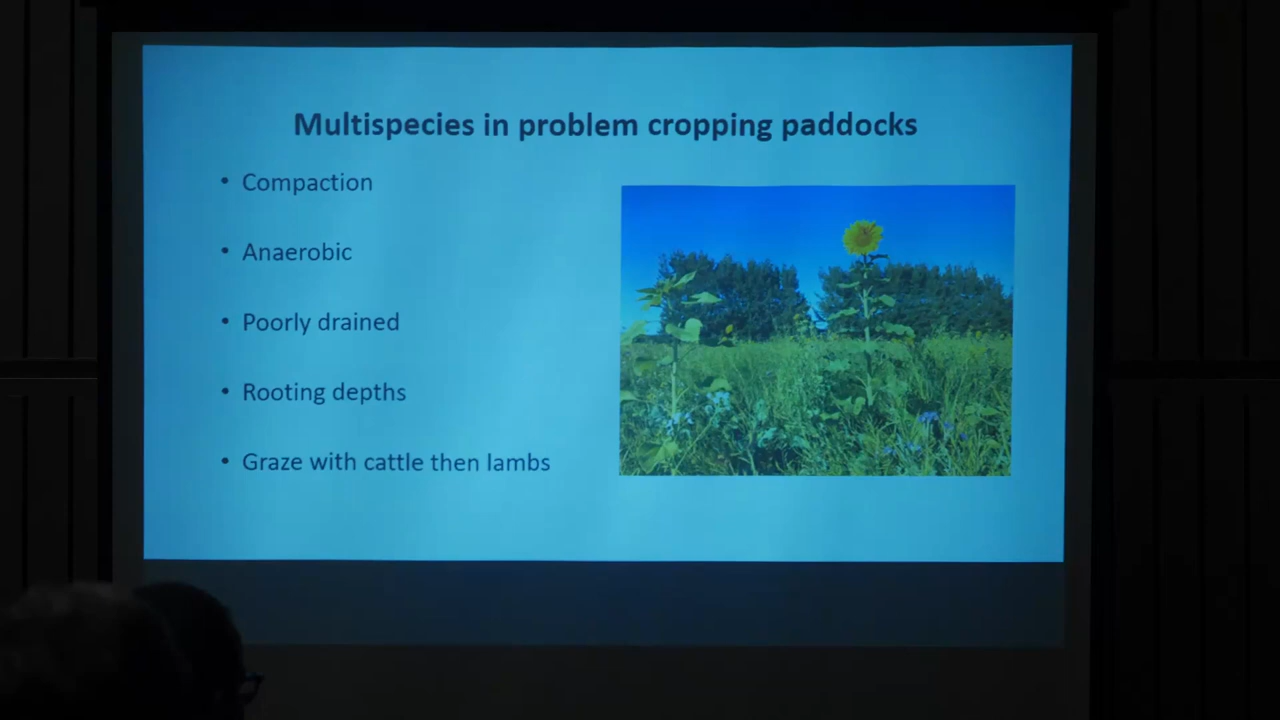 Multispecies in problem cropping paddocks
• Compaction
• Anaerobic
• Poorly drained
• Rooting depths
• Graze with cattle then lambs